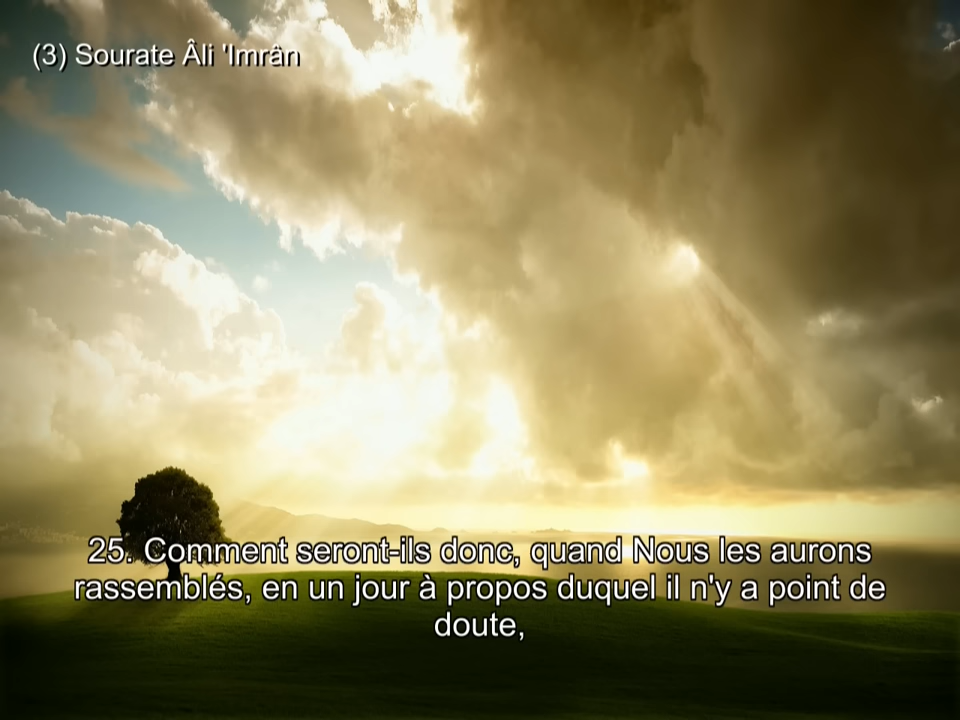 (3) Sourate Âli 'Imrân
25. Comment seront-ils donc, quand Nous les aurons
rassemblés, en un jour à propos duquel il n'y a point de
doute,